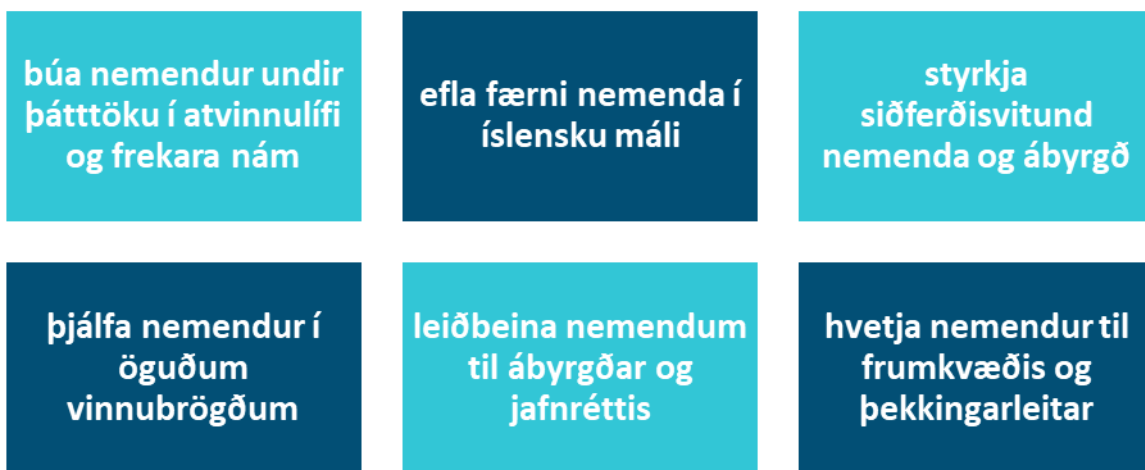 búa nemendur undir
þátttöku í atvinnulífi
og frekara nám
efla færni nemenda í
íslensku máli
styrkja
siðferðisvitund
nemenda og ábyrgð
þjálfa nemendur í
öguðum
vinnubrögðum
leiðbeina nemendum
til ábyrgðar og
jafnréttis
hvetja nemendur til
frumkvæðis og
þekkingarleitar